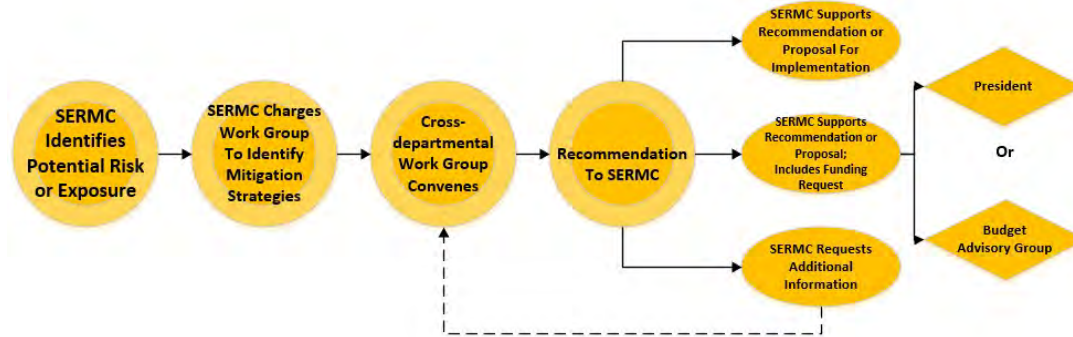 SERMC
Identifies
Potential Risk
or Exposure
SERMC Charges
Work Group
To Identify
Mitigation
Strategies
Cross-
departmental
Work Group
Convenes
Recommendation
To SERMC
SERMC Supports
Recommendation or
Proposal For
Implementation
SERMC Supports
Recommendation or
Proposal;
Includes Funding
Request
SERMC Requests
Additional
Information
President
Or
Budget
Advisory Group